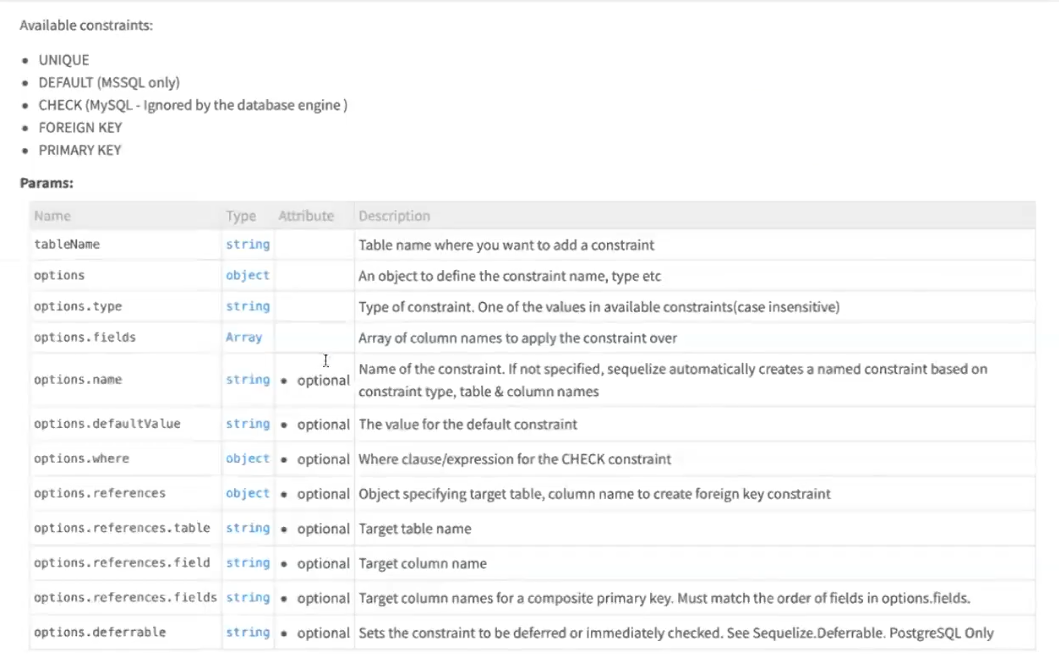 Available constraints:
• UNIQUE
• DEFAULT (MSSQL only)
• CHECK (MySQL - Ignored by the database engine )
• FOREIGN KEY
• PRIMARY KEY
Params:
Name Type Attribute Description
tableName string Table name where you want to add a constraint
options object An object to define the constraint name, type etc
options.type string Type of constraint. One of the values in available constraints(case insensitive)
options.fields Array Array of column names to apply the constraint over
options.name string • optional Name of the constraint. If not specified, sequelize automatically creates a named constraint based on
constraint type, table & column names
options.defaultValue string • optional The value for the default constraint
options.where object • optional Where clause/expression for the CHECK constraint
options.references object • optional Object specifying target table, column name to create foreign key constraint
options.references.table string • optional Target table name
options.references.field string • optional Target column name
options.references.fields string • optional Target column names for a composite primary key. Must match the order of fields in options.fields.
options.deferrable string • optional Sets the constraint to be deferred or immediately checked. See Sequelize.Deferrable. PostgreSQL Only